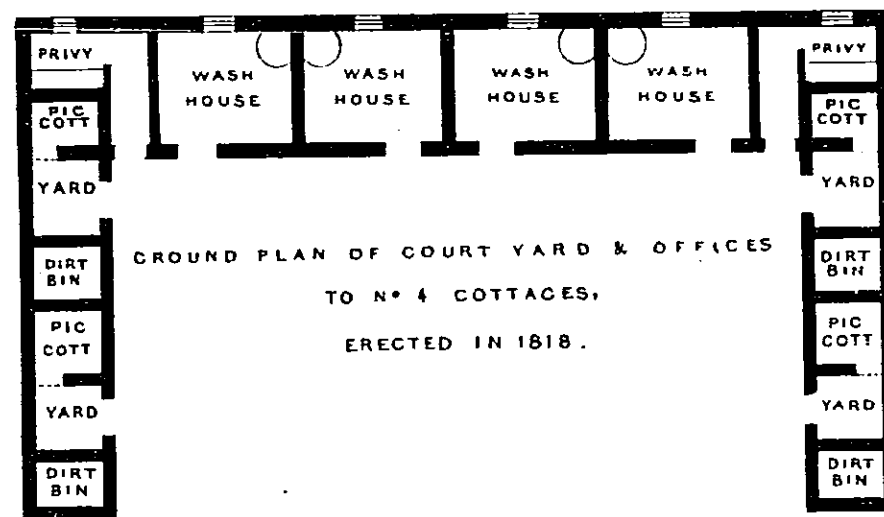 PRIVY
PIC
COTT
YARD
DIRT
BIN
PIC
COTT
YARD
DIRT
BIN
WASH
HOUSE
WASH
HOUSE
WASH
HOUSE
WASH
HOUSE
GROUND PLAN OF COURT YARD & OFFICES
TO Nº 4 COTTAGES,
ERECTED IN 1818.
PRIVY
PIC
COTT
YARD
DIRT
BIN
PIC
COTT
YARD
DIRT
BIN